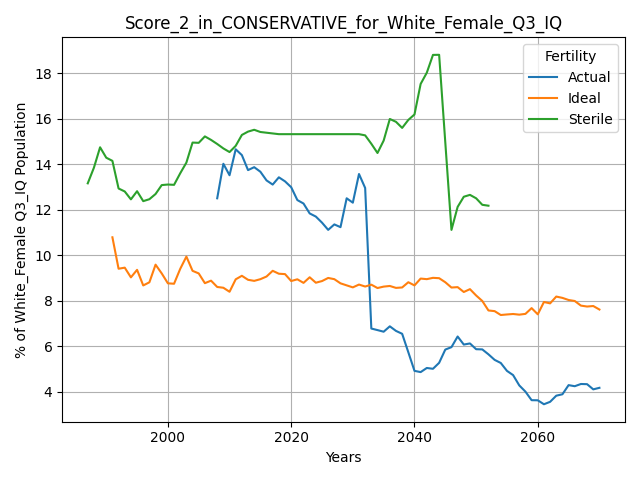 Score_2_in_CONSERVATIVE_for_White_Female_Q3_IQ
Fertility
Actual
Ideal
Sterile
% of White_Female Q3_IQ Population
18
16
14
12
10
8
6
4
2000
2020
2040
2060
Years